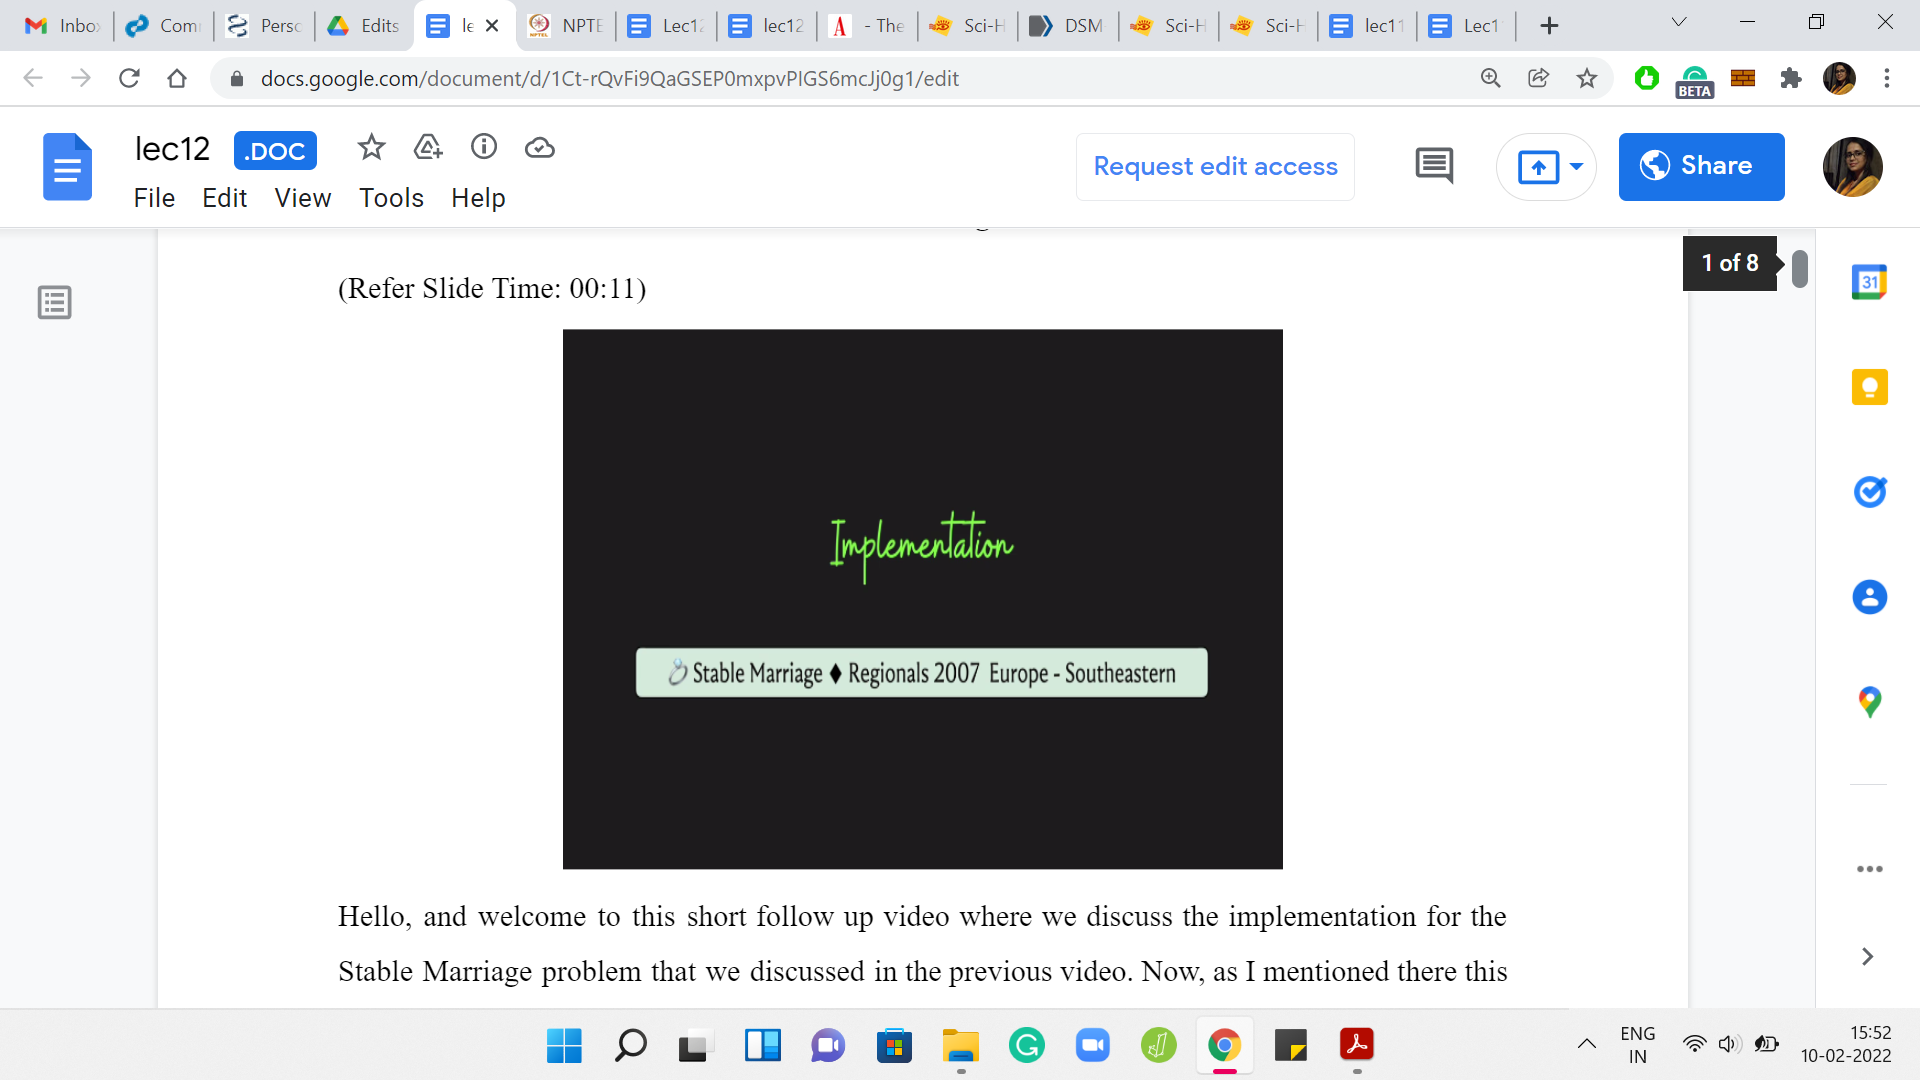 Inbo
Com
Perso
Edits
le
NPTE
Lec12
lec12
A - The
Sci-H
DSM
Sci-H
Sci-H
lec11
Lec1
docs.google.com/document/d/1Ct-rQvFi9QaGSEP0mxpvPIGS6mcJj0g1/edit
BETA
lec12 .DOC
Request edit access
Share
File Edit View Tools Help
1 of 8
31
(Refer Slide Time: 00:11)
Implementation
Stable Marriage ♦ Regionals 2007 Europe - Southeastern
Hello, and welcome to this short follow up video where we discuss the implementation for the
Stable Marriage problem that we discussed in the previous video. Now, as I mentioned there this
ENG
IN
15:52
10-02-2022